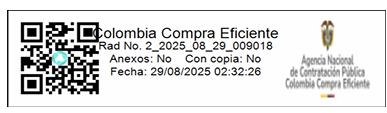 Colombia Compra Eficiente
Rad No. 2_2025_08_29_009018
Anexos: No Con copia: No
Fecha: 29/08/2025 02:32:26
Agencia Nacional
de Contratación Pública
Colombia Compra Eficiente